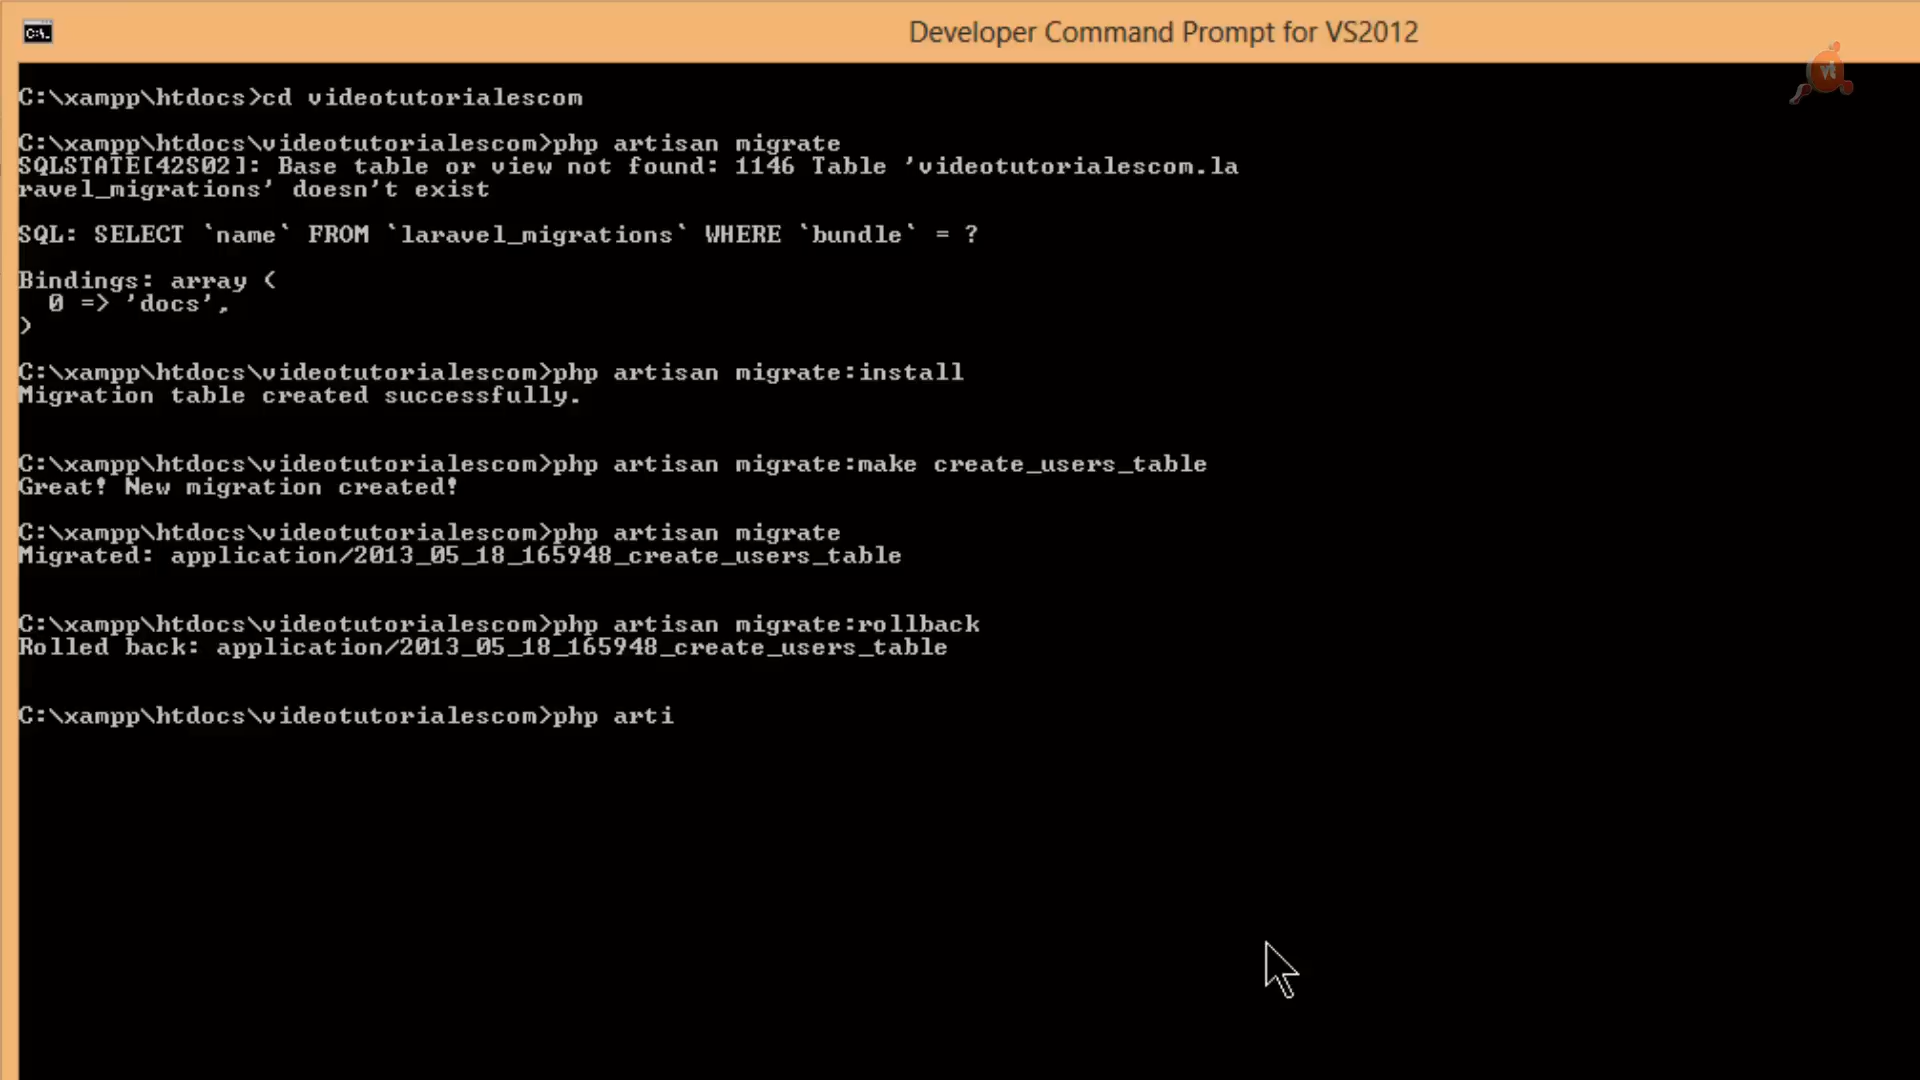 C:\. Developer Command Prompt for VS2012
vt
C:\xampp\htdocs>cd videotutorialescom
C:\xampp\htdocs\videotutorialescom>php artisan migrate
SQLSTATE[42S02]: Base table or view not found: 1146 Table 'videotutorialescom.la
ravel_migrations' doesn't exist
SQL: SELECT `name` FROM `laravel_migrations` WHERE `bundle` = ?
Bindings: array (
0 => 'docs',
)
C:\xampp\htdocs\videotutorialescom>php artisan migrate:install
Migration table created successfully.
C:\xampp\htdocs\videotutorialescom>php artisan migrate:make create_users_table
Great! New migration created!
C:\xampp\htdocs\videotutorialescom>php artisan migrate
Migrated: application/2013_05_18_165948_create_users_table
C:\xampp\htdocs\videotutorialescom>php artisan migrate:rollback
Rolled back: application/2013_05_18_165948_create_users_table
C:\xampp\htdocs\videotutorialescom>php arti